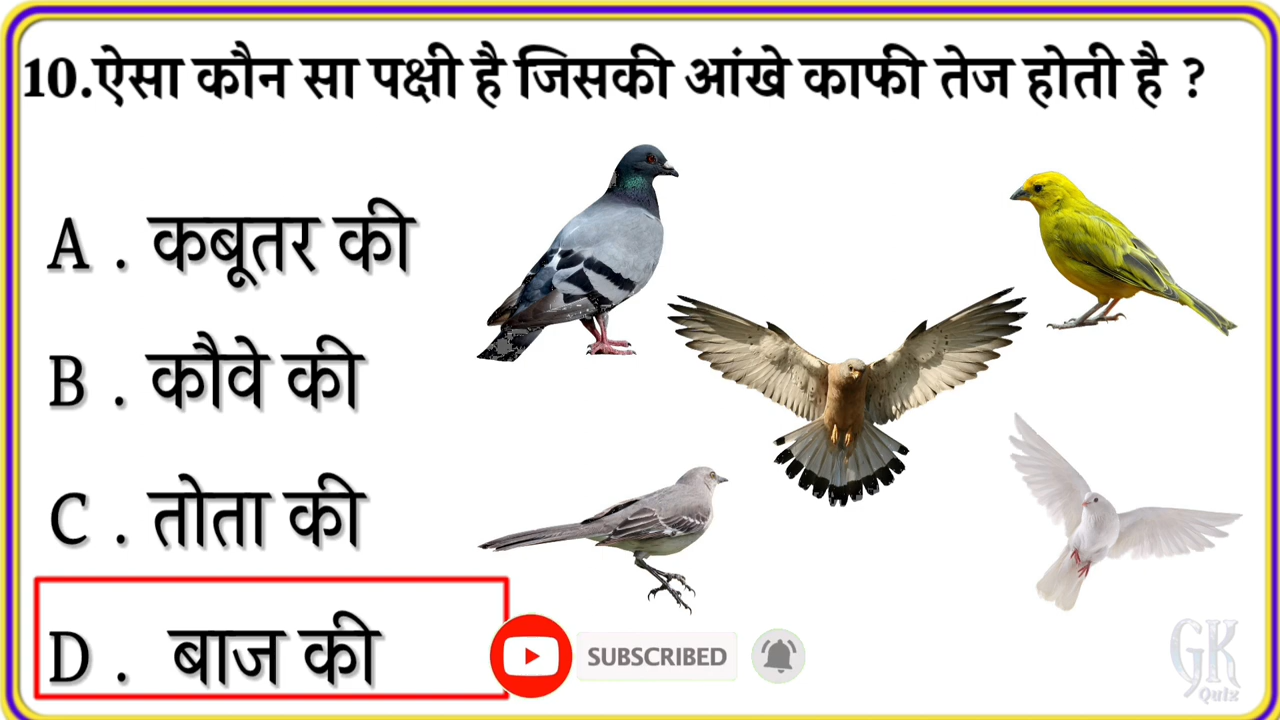 10.ऐसा कौन सा पक्षी है जिसकी आंखे काफी तेज होती है ?
A . कबूतर की
B . कौवे की
C . तोता की
D . बाज की
SUBSCRIBED
GK
Quiz